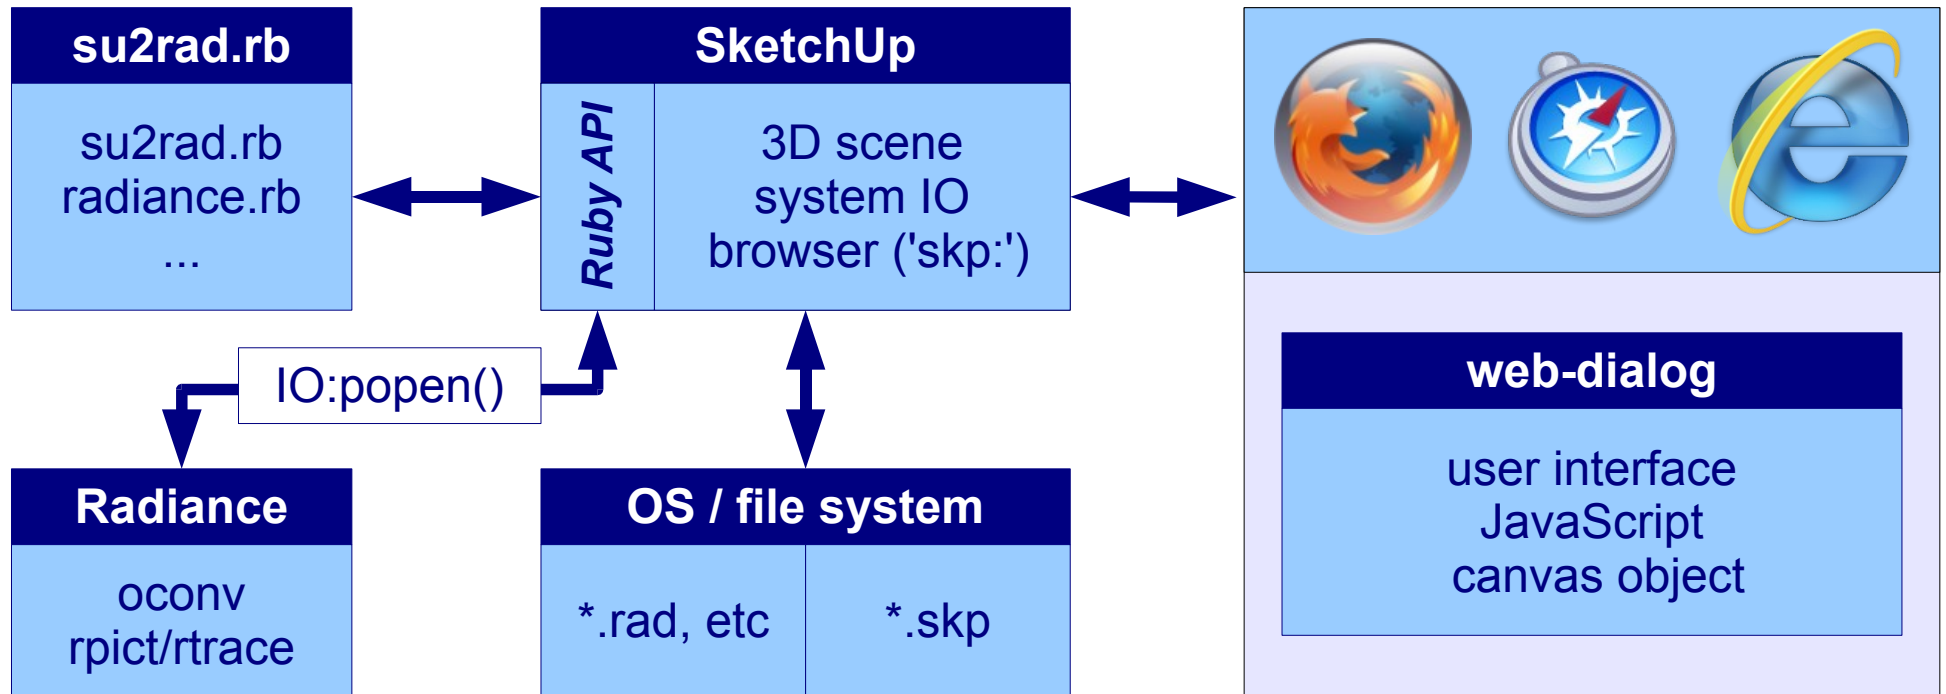 su2rad.rb
su2rad.rb
radiance.rb
...
SketchUp
Ruby API
3D scene
system IO
browser ('skp:')
IO:popen()
Radiance
oconv
rpict/rtrace
OS / file system
*.rad, etc
*.skp
web-dialog
user interface
JavaScript
canvas object